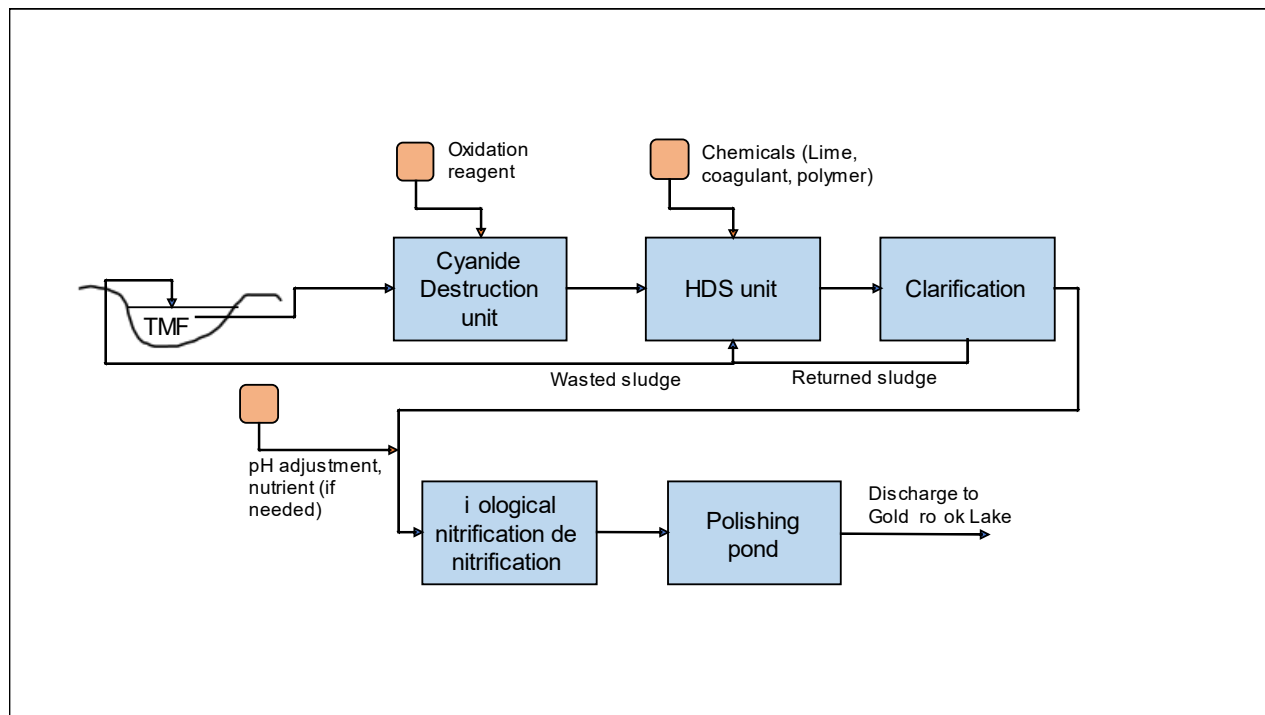 Oxidation
reagent
Chemicals (Lime,
coagulant, polymer)
Cyanide
Destruction
unit
HDS unit
Clarification
TMF
Wasted sludge
Returned sludge
pH adjustment,
nutrient (if
needed)
i ological
nitrification de
nitrification
Polishing
pond
Discharge to
Gold ro ok Lake